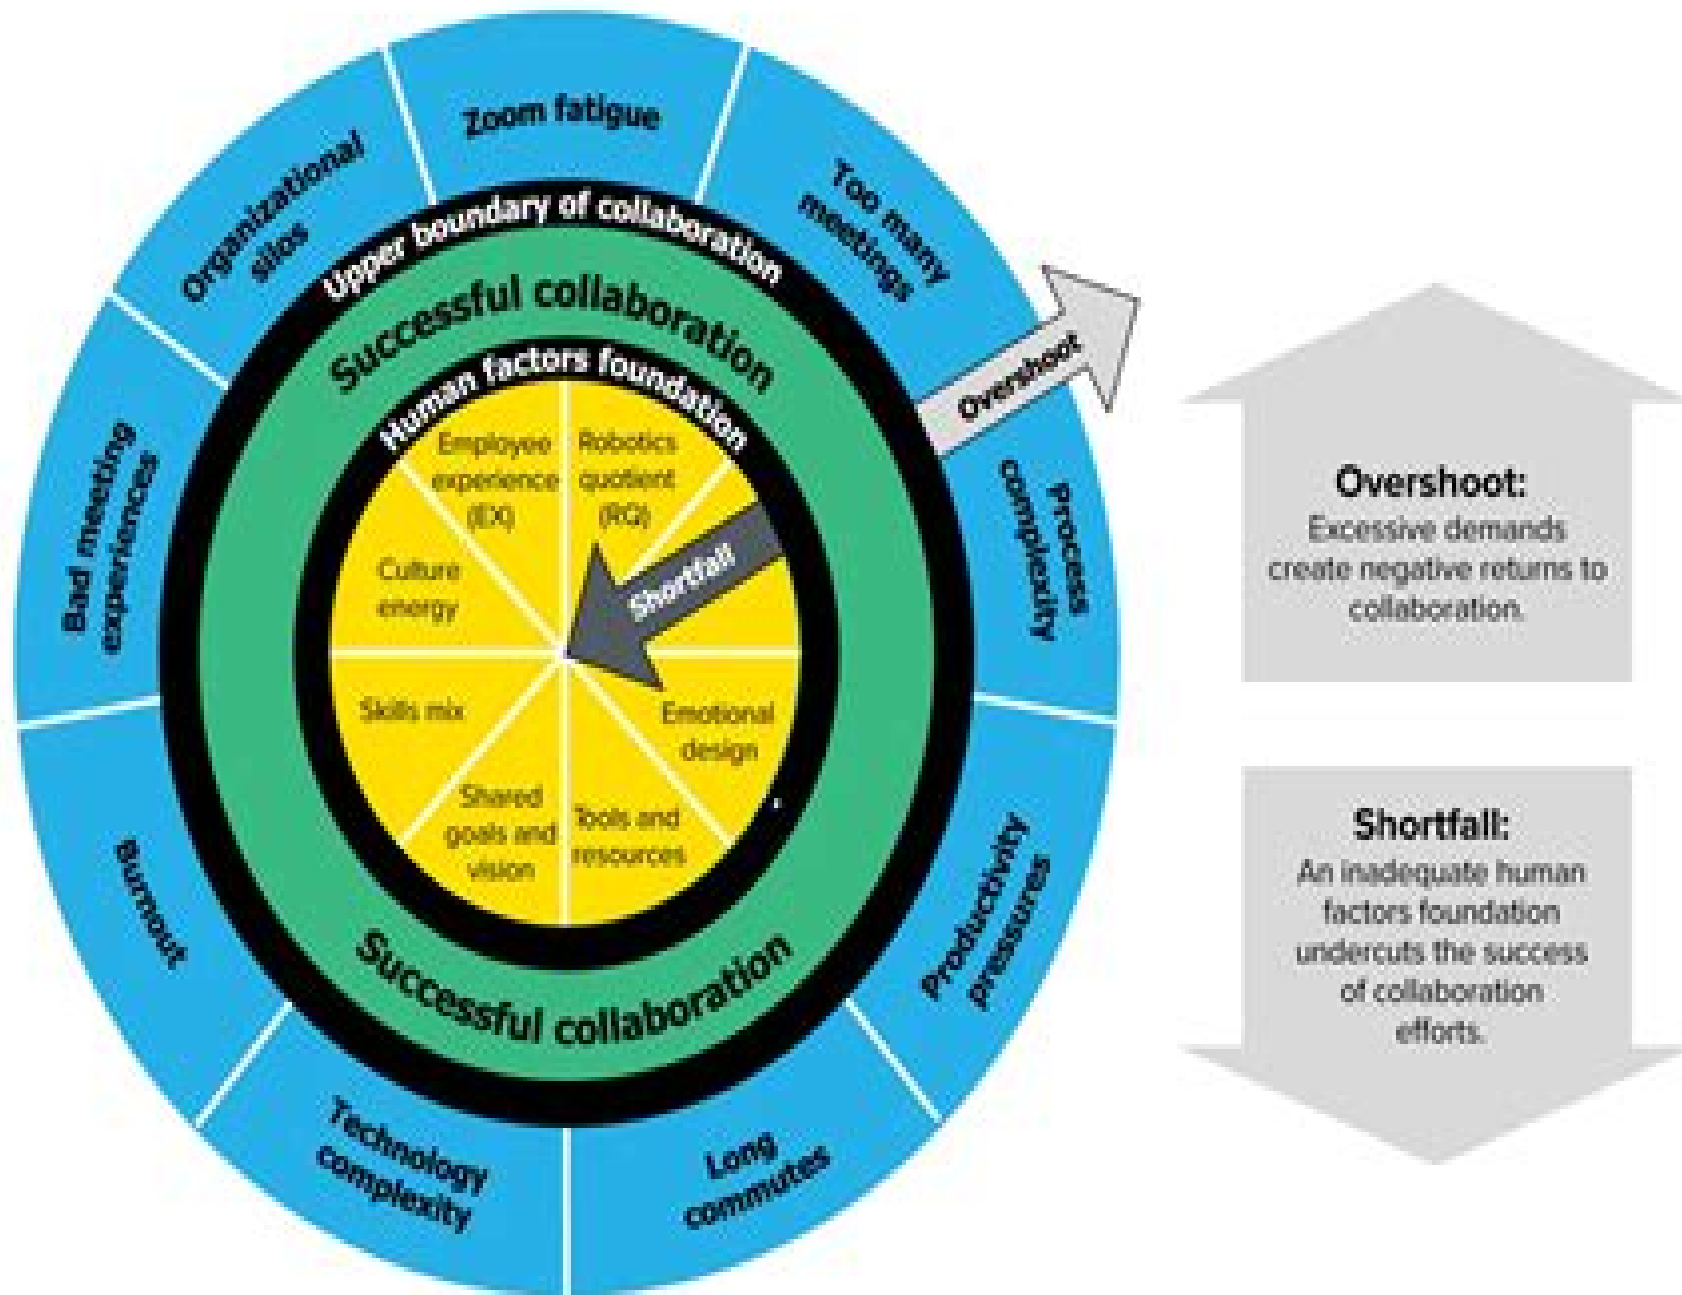 Zoom fatigue
Too many
meetings
Process
complexity
Productivity
pressures
Long
commutes
Technology
complexity
Burnout
Bad meeting
experiences
Organizational
silos
Upper boundary of collaboration
Successful collaboration
Human factors foundation
Employee
experience
(EX)
Robotics
quotient
(RQ)
Culture
energy
Skills mix
Shared
goals and
vision
Tools and
resources
Emotional
design
Shortfall
Overshoot
Successful collaboration
Overshoot:
Excessive demands
create negative returns to
collaboration.
Shortfall:
An inadequate human
factors foundation
undercuts the success
of collaboration
efforts.